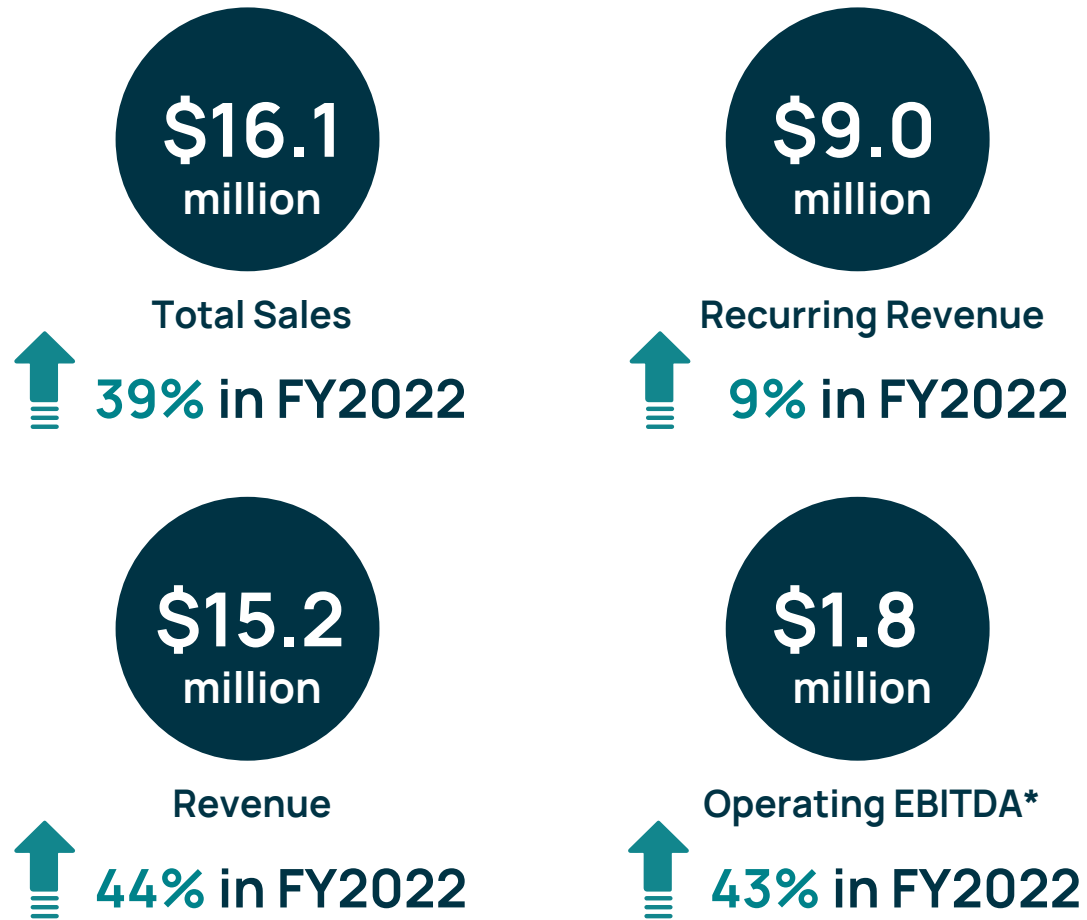 $16.1
million
Total Sales
39% in FY2022
$9.0
million
Recurring Revenue
9% in FY2022
$15.2
million
Revenue
44% in FY2022
$1.8
million
Operating EBITDA*
43% in FY2022